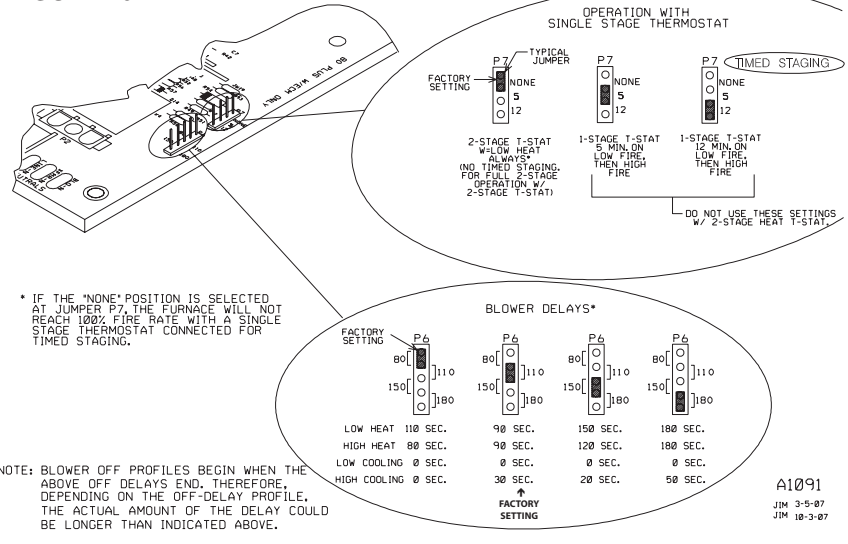 OPERATION WITH
SINGLE STAGE THERMOSTAT
TYPICAL
JUMPER
FACTORY
SETTING
P7
NONE
5
12
P7
NONE
5
12
P7
TIMED STAGING
NONE
5
12
2-STAGE T-STAT
W=LOW HEAT
ALWAYS*
(NO TIMED STAGING.
FOR FULL 2-STAGE
OPERATION W/
2-STAGE T-STAT)
1-STAGE T-STAT
5 MIN. ON
LOW FIRE,
THEN HIGH
FIRE
1-STAGE T-STAT
12 MIN. ON
LOW FIRE,
THEN HIGH
FIRE
DO NOT USE THESE SETTINGS
W/ 2-STAGE HEAT T-STAT.
80 PLUS W/ECM ONLY
P2
UTRALS
* IF THE "NONE" POSITION IS SELECTED
AT JUMPER P7, THE FURNACE WILL NOT
REACH 100% FIRE RATE WITH A SINGLE
STAGE THERMOSTAT CONNECTED FOR
TIMED STAGING.
BLOWER DELAYS*
FACTORY
SETTING
P6 P6 P6 P6
80 110 80 110 80 110 80 110
150 180 150 180 150 180 150 180
LOW HEAT 110 SEC. 90 SEC. 150 SEC. 180 SEC.
HIGH HEAT 80 SEC. 90 SEC. 120 SEC. 180 SEC.
LOW COOLING 0 SEC. 0 SEC. 0 SEC. 0 SEC.
HIGH COOLING 0 SEC. 30 SEC. 20 SEC. 50 SEC.
FACTORY
SETTING
NOTE: BLOWER OFF PROFILES BEGIN WHEN THE
ABOVE OFF DELAYS END. THEREFORE,
DEPENDING ON THE OFF-DELAY PROFILE,
THE ACTUAL AMOUNT OF THE DELAY COULD
BE LONGER THAN INDICATED ABOVE.
A1091
JIM 3-5-07
JIM 10-3-07